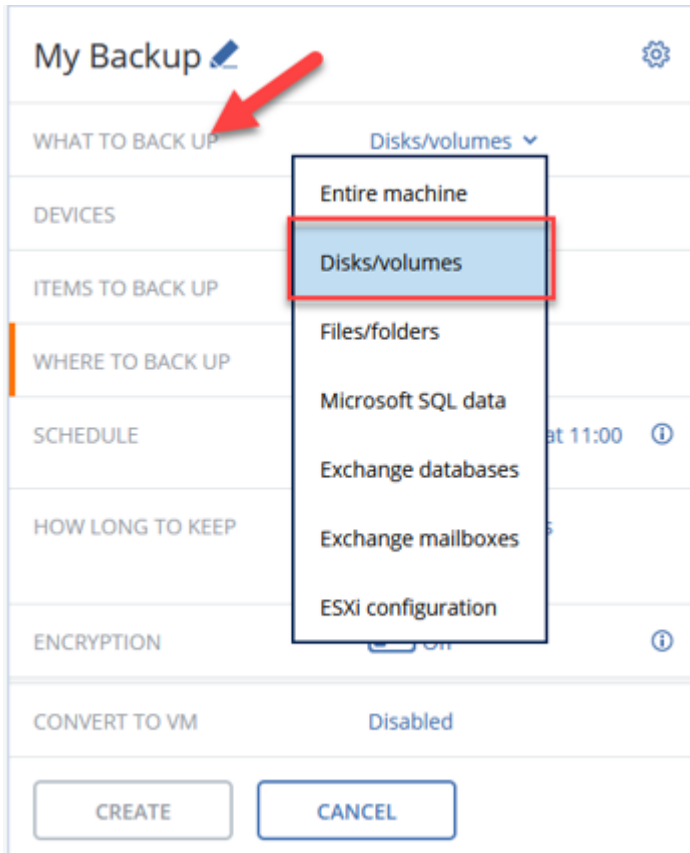 My Backup
WHAT TO BACK UP Disks/volumes
Entire machine
DEVICES
Disks/volumes
ITEMS TO BACK UP
Files/folders
WHERE TO BACK UP
Microsoft SQL data
SCHEDULE at 11:00
Exchange databases
HOW LONG TO KEEP
Exchange mailboxes
ESXi configuration
ENCRYPTION
CONVERT TO VM Disabled
CREATE CANCEL